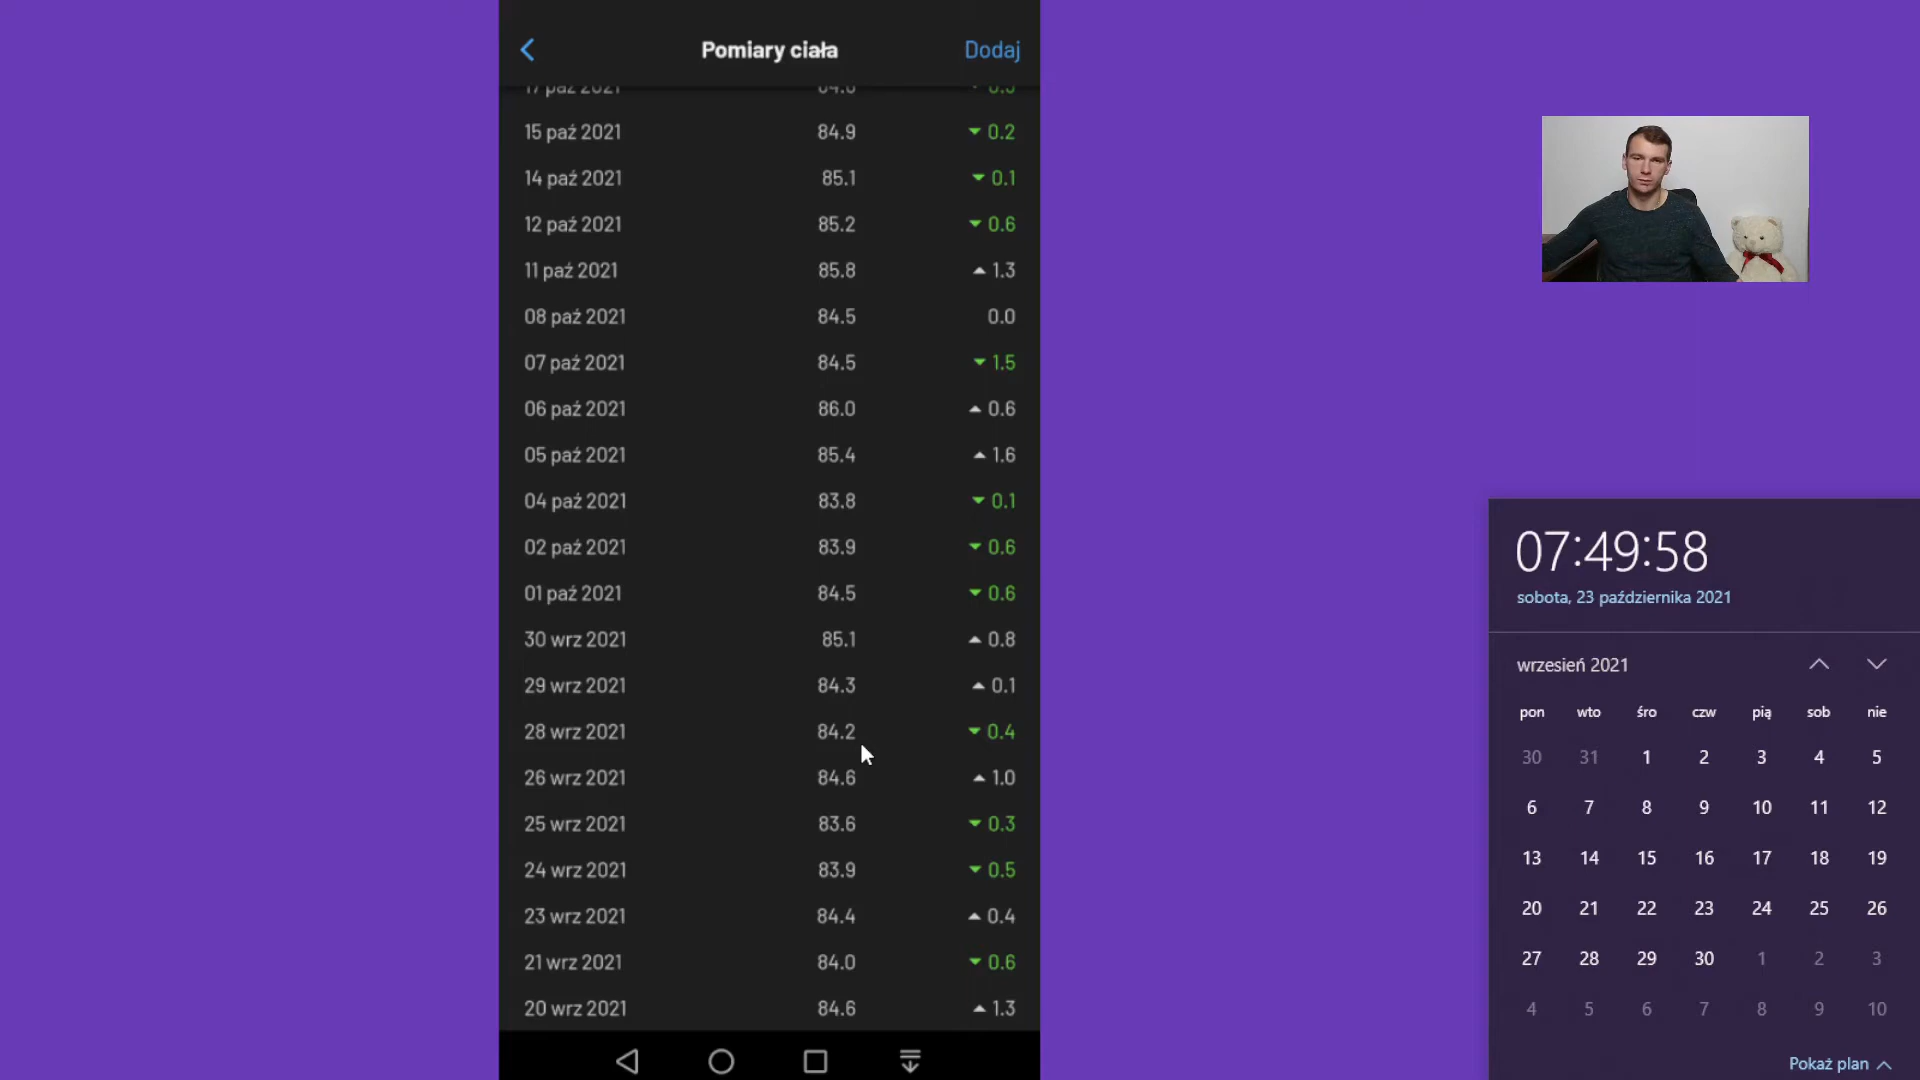 Pomiary ciała
Dodaj
17 paź 2021
15 paź 2021 84.9 0.2
14 paź 2021 85.1 0.1
12 paź 2021 85.2 0.6
11 paź 2021 85.8 1.3
08 paź 2021 84.5 0.0
07 paź 2021 84.5 1.5
06 paź 2021 86.0 0.6
05 paź 2021 85.4 1.6
04 paź 2021 83.8 0.1
02 paź 2021 83.9 0.6
01 paź 2021 84.5 0.6
30 wrz 2021 85.1 0.8
29 wrz 2021 84.3 0.1
28 wrz 2021 84.2 0.4
26 wrz 2021 84.6 1.0
25 wrz 2021 83.6 0.3
24 wrz 2021 83.9 0.5
23 wrz 2021 84.4 0.4
21 wrz 2021 84.0 0.6
20 wrz 2021 84.6 1.3
07:49:58
sobota, 23 października 2021
wrzesień 2021
pon wto śro czw pią sob nie
30 31 1 2 3 4 5
6 7 8 9 10 11 12
13 14 15 16 17 18 19
20 21 22 23 24 25 26
27 28 29 30 1 2 3
4 5 6 7 8 9 10
Pokaż plan